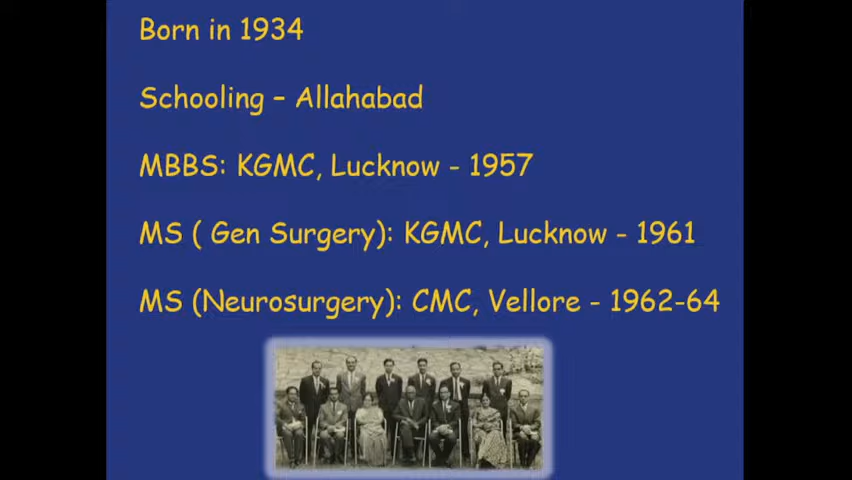 Born in 1934
Schooling – Allahabad
MBBS: KGMC, Lucknow - 1957
MS ( Gen Surgery): KGMC, Lucknow - 1961
MS (Neurosurgery): CMC, Vellore - 1962-64